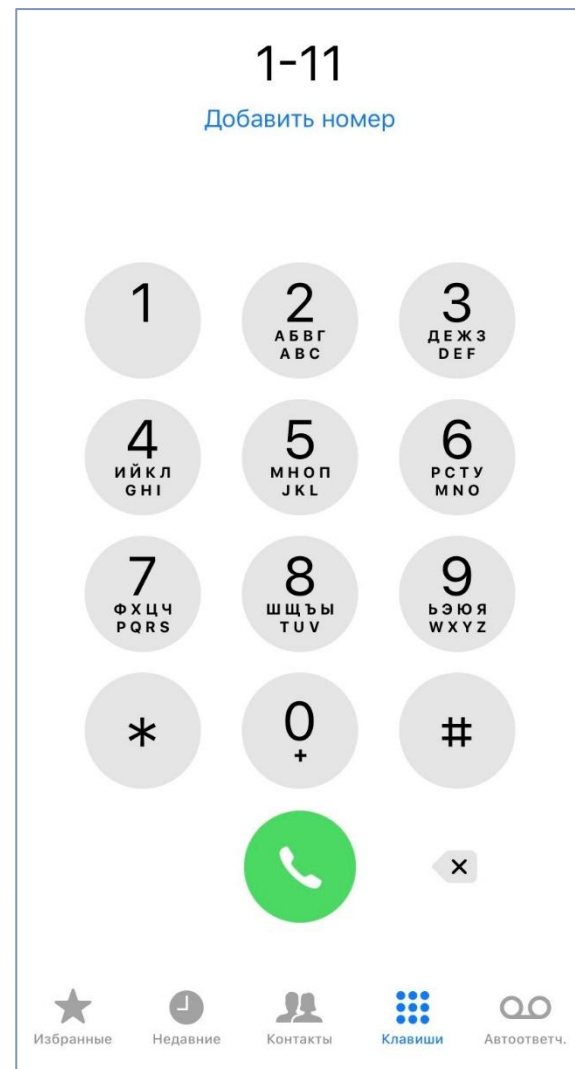 1-11
Добавить номер
1 2 3
АБВГ ДЕЖЗ
ABC DEF
4 5 6
ИЙКЛ МНОП РСТУ
GHI JKL MNO
7 8 9
ФХЦЧ ШЩЪЫ ЬЭЮЯ
PQRS TUV WXYZ
* 0 #
+
Избранные Недавние Контакты Клавиши Автоответч.